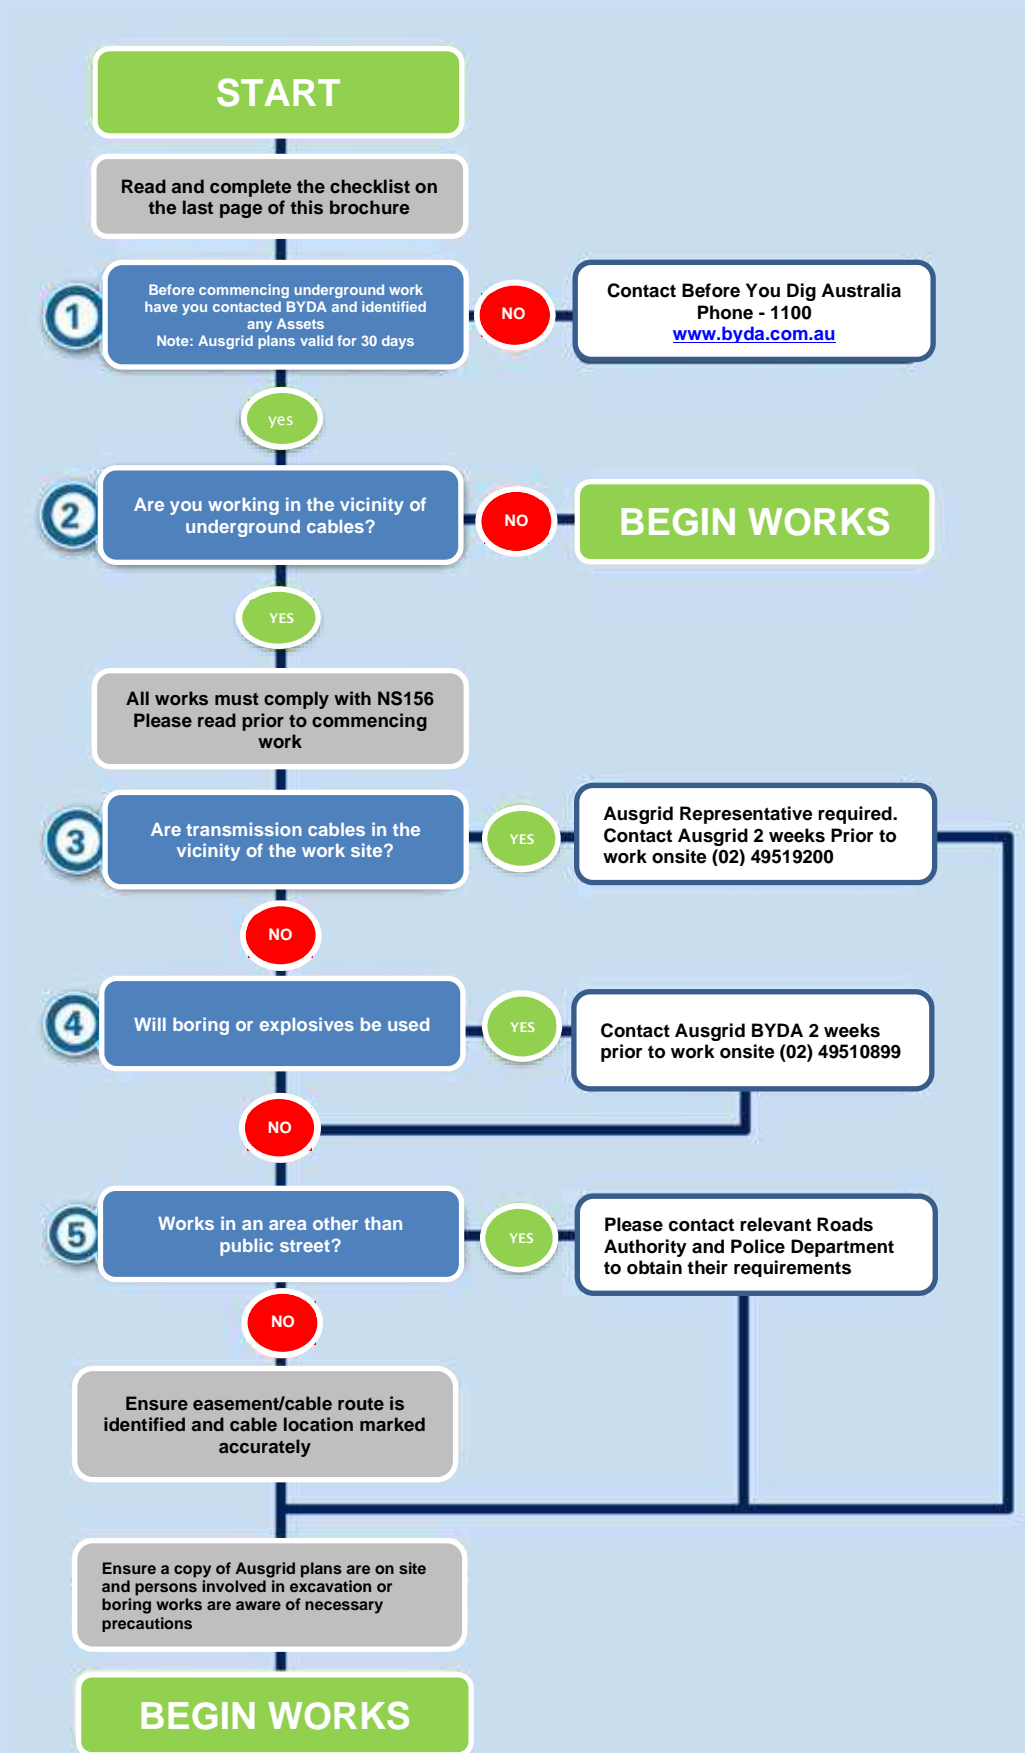 START
Read and complete the checklist on
the last page of this brochure
1
Before commencing underground work
have you contacted BYDA and identified
any Assets
Note: Ausgrid plans valid for 30 days
NO
Contact Before You Dig Australia
Phone - 1100
www.byda.com.au
yes
2
Are you working in the vicinity of
underground cables?
NO
BEGIN WORKS
YES
All works must comply with NS156
Please read prior to commencing
work
3
Are transmission cables in the
vicinity of the work site?
YES
Ausgrid Representative required.
Contact Ausgrid 2 weeks Prior to
work onsite (02) 49519200
NO
4
Will boring or explosives be used
YES
Contact Ausgrid BYDA 2 weeks
prior to work onsite (02) 49510899
NO
5
Works in an area other than
public street?
YES
Please contact relevant Roads
Authority and Police Department
to obtain their requirements
NO
Ensure easement/cable route is
identified and cable location marked
accurately
Ensure a copy of Ausgrid plans are on site
and persons involved in excavation or
boring works are aware of necessary
precautions
BEGIN WORKS